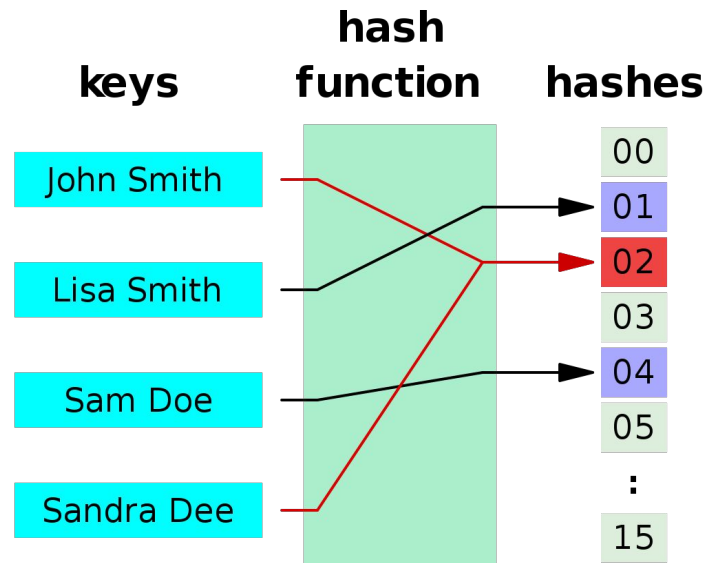 keys
hash
function
hashes
John Smith
Lisa Smith
Sam Doe
Sandra Dee
00
01
02
03
04
05
:
15